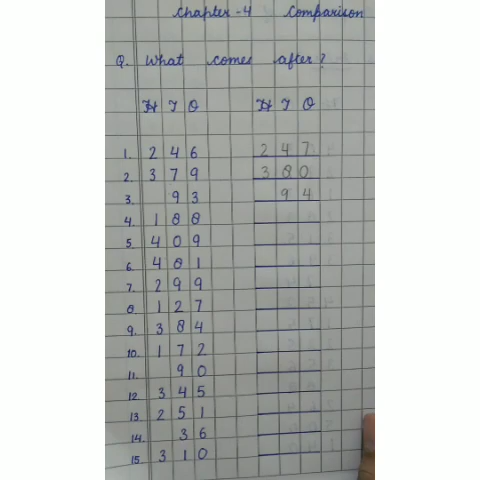 Chapter-4 Comparison
Q. What comes after?
H T O H T O
1. 2 4 6 2 4 7
2. 3 7 9 3 8 0
3. 9 3 9 4
4. 1 8 8
5. 4 0 9
6. 4 8 1
7. 2 9 9
8 1 2 7
9. 3 8 4
10. 1 7 2
11. 9 0
12 3 4 5
13. 2 5 1
14. 3 6
15. 3 1 0